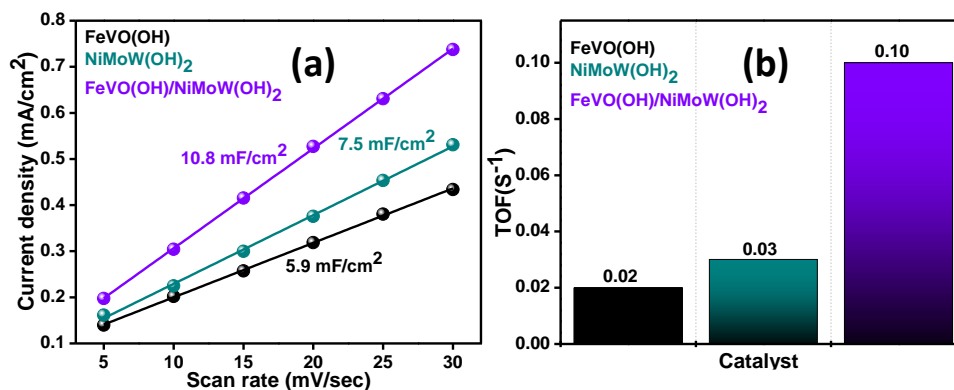 FeVO(OH)
NiMoW(OH)2
FeVO(OH)/NiMoW(OH)2
(a)
10.8 mF/cm2
7.5 mF/cm2
5.9 mF/cm2
Current density (mA/cm2)
0.8
0.7
0.6
0.5
0.4
0.3
0.2
0.1
5 10 15 20 25 30
Scan rate (mV/sec)
FeVO(OH)
NiMoW(OH)2
FeVO(OH)/NiMoW(OH)2
(b)
0.10
0.03
0.02
TOF(S-1)
0.10
0.08
0.06
0.04
0.02
0.00
Catalyst